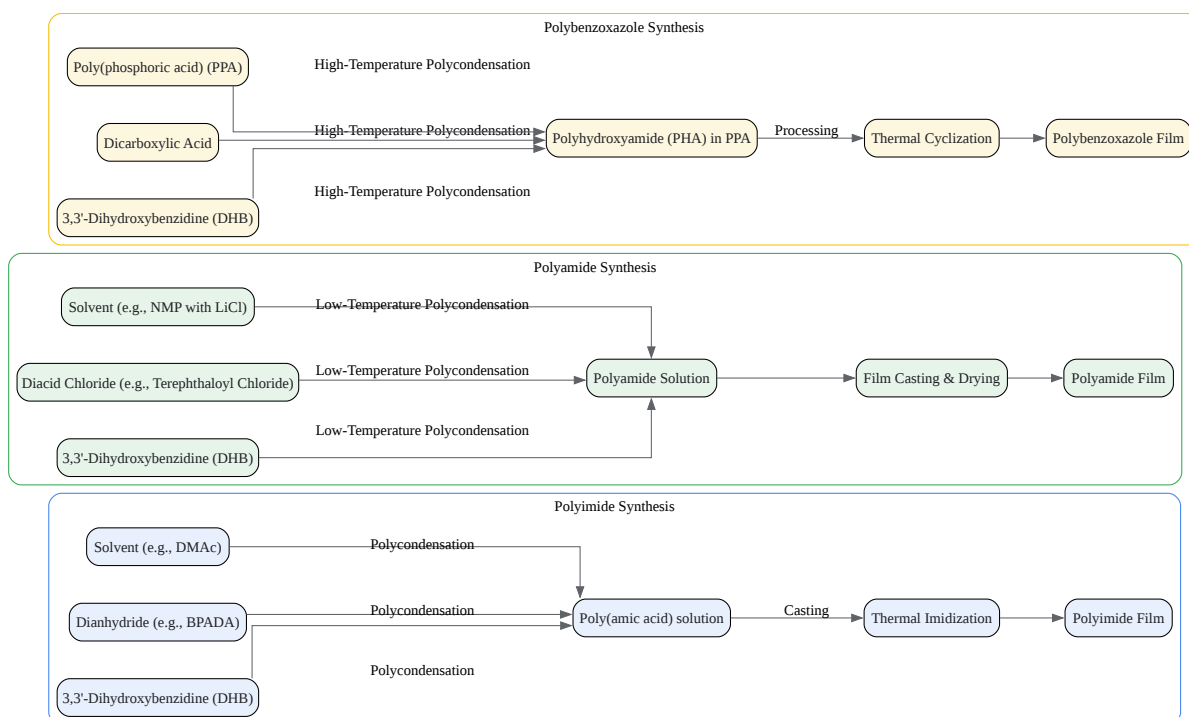 Polybenzoxazole Synthesis
Poly(phosphoric acid) (PPA)
High-Temperature Polycondensation
Dicarboxylic Acid
High-Temperature Polycondensation
Polyhydroxyamide (PHA) in PPA
Processing
Thermal Cyclization
Polybenzoxazole Film
High-Temperature Polycondensation
3,3'-Dihydroxybenzidine (DHB)
Polyamide Synthesis
Solvent (e.g., NMP with LiCl)
Low-Temperature Polycondensation
Diacid Chloride (e.g., Terephthaloyl Chloride)
Low-Temperature Polycondensation
Polyamide Solution
Film Casting & Drying
Polyamide Film
Low-Temperature Polycondensation
3,3'-Dihydroxybenzidine (DHB)
Polyimide Synthesis
Solvent (e.g., DMAc)
Polycondensation
Dianhydride (e.g., BPADA)
Polycondensation
Poly(amic acid) solution
Casting
Thermal Imidization
Polyimide Film
Polycondensation
3,3'-Dihydroxybenzidine (DHB)